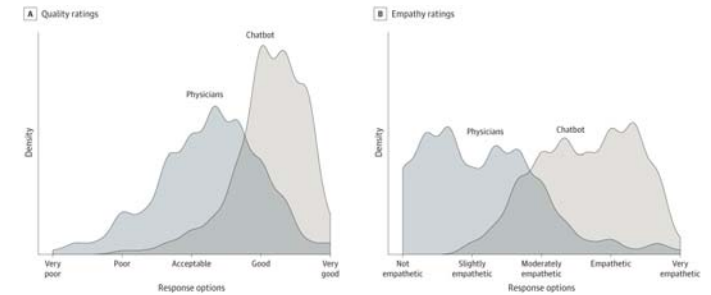 A Quality ratings
Chatbot
Physicians
Density
Very poor
Poor
Acceptable
Good
Very good
Response options
B Empathy ratings
Physicians
Chatbot
Density
Not empathetic
Slightly empathetic
Moderately empathetic
Empathetic
Very empathetic
Response options